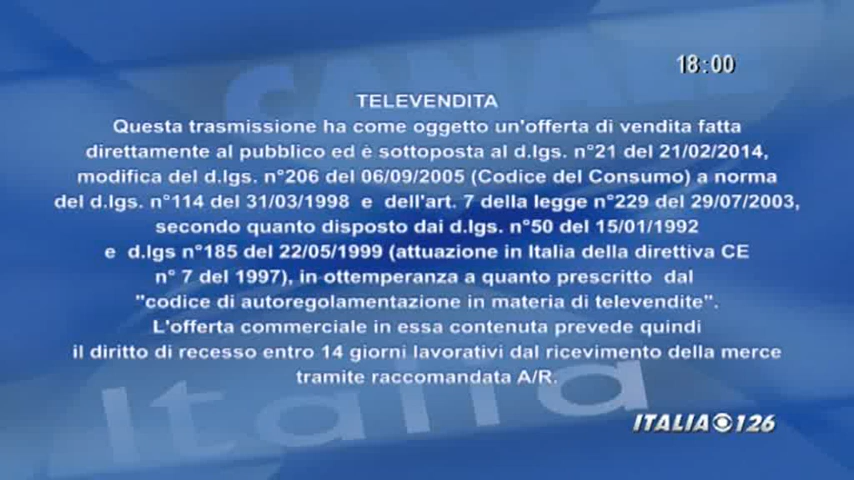 18:00
CANALE
TELEVENDITA
Questa trasmissione ha come oggetto un'offerta di vendita fatta
direttamente al pubblico ed è sottoposta al d.lgs. n°21 del 21/02/2014,
modifica del d.lgs. n°206 del 06/09/2005 (Codice del Consumo) a norma
del d.lgs. n°114 del 31/03/1998 e dell'art. 7 della legge n°229 del 29/07/2003,
secondo quanto disposto dai d.lgs. n°50 del 15/01/1992
e d.lgs n°185 del 22/05/1999 (attuazione in Italia della direttiva CE
n° 7 del 1997), in ottemperanza a quanto prescritto dal
"codice di autoregolamentazione in materia di televendite".
L'offerta commerciale in essa contenuta prevede quindi
il diritto di recesso entro 14 giorni lavorativi dal ricevimento della merce
tramite raccomandata A/R.
Italia
ITALIA 126